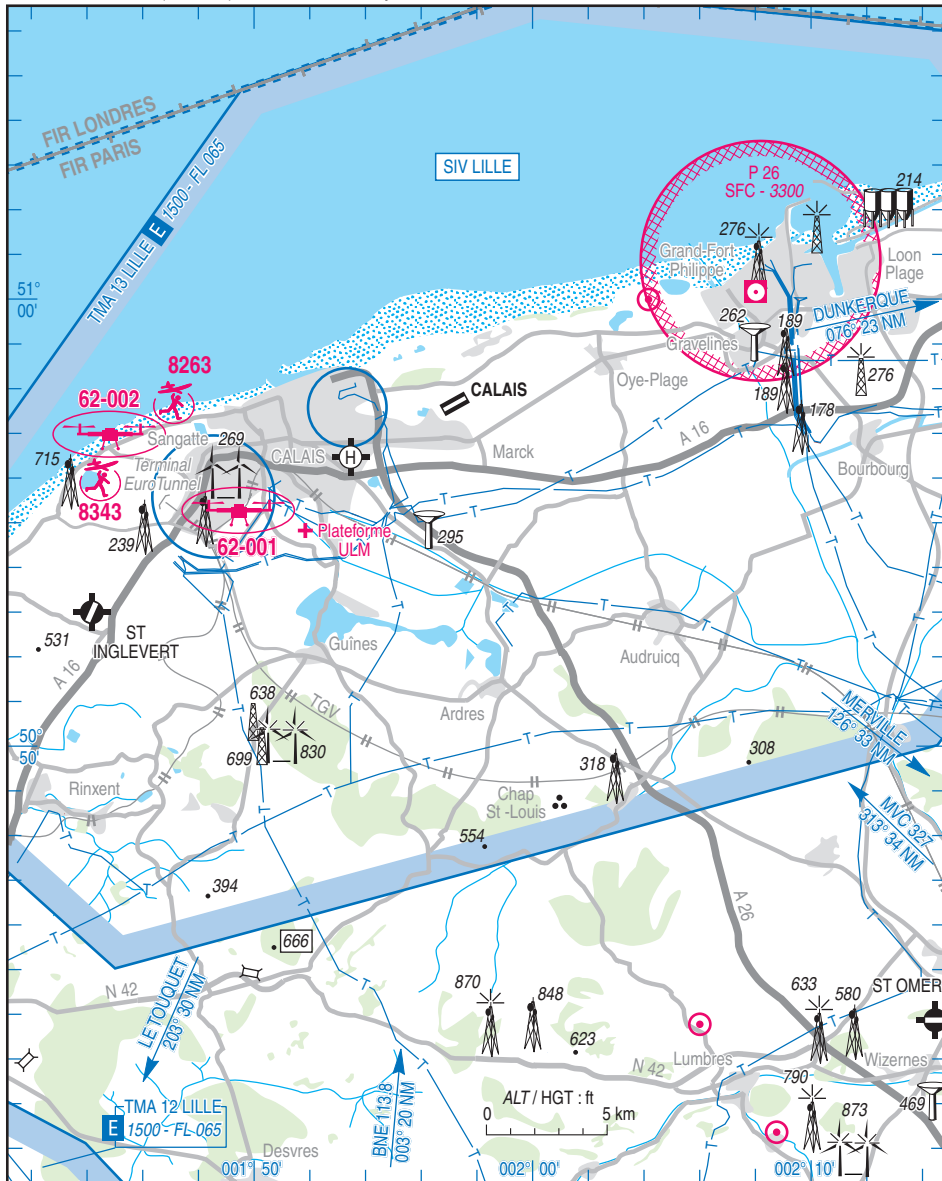 FIR LONDRES
FIR PARIS
TMA 13 LILLE E 1500 - FL 065
SIV LILLE
P 26
SFC - 3300
214
276
Grand-Fort
Philippe
Loon
Plage
51°
00'
DUNKERQUE
076° 23 NM
262
189
Gravelines
276
189
178
Oye-Plage
8263
62-002
CALAIS
Sangatte
269
715
Terminal
EuroTunnel
CALAIS
H
Marck
A 16
Bourbourg
8343
62-001
Plateforme
ULM
295
239
ST
INGLEVERT
531
A 16
Guînes
Audruicq
638
TGV
Ardres
MERVILLE
126° 33 NM
50°
50'
699
830
318
308
Rinxent
Chap
St -Louis
MVC 327
313° 34 NM
554
394
A 26
666
N 42
LE TOUQUET
203° 30 NM
870
848
633
580
ST OMER
623
N 42
Lumbres
Wizernes
BNE 113.8
003° 20 NM
ALT / HGT : ft
0
5 km
790
469
873
TMA 12 LILLE
E 1500 - FL 065
Desvres
001° 50'
002° 00'
002° 10'